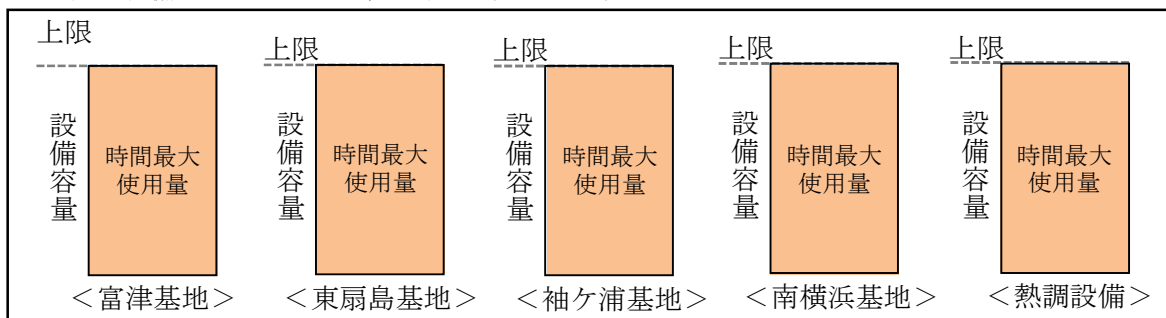 上限
設備容量
時間最大
使用量
＜富津基地＞
上限
設備容量
時間最大
使用量
＜東扇島基地＞
上限
設備容量
時間最大
使用量
＜袖ケ浦基地＞
上限
設備容量
時間最大
使用量
＜南横浜基地＞
上限
設備容量
時間最大
使用量
＜熱調設備＞